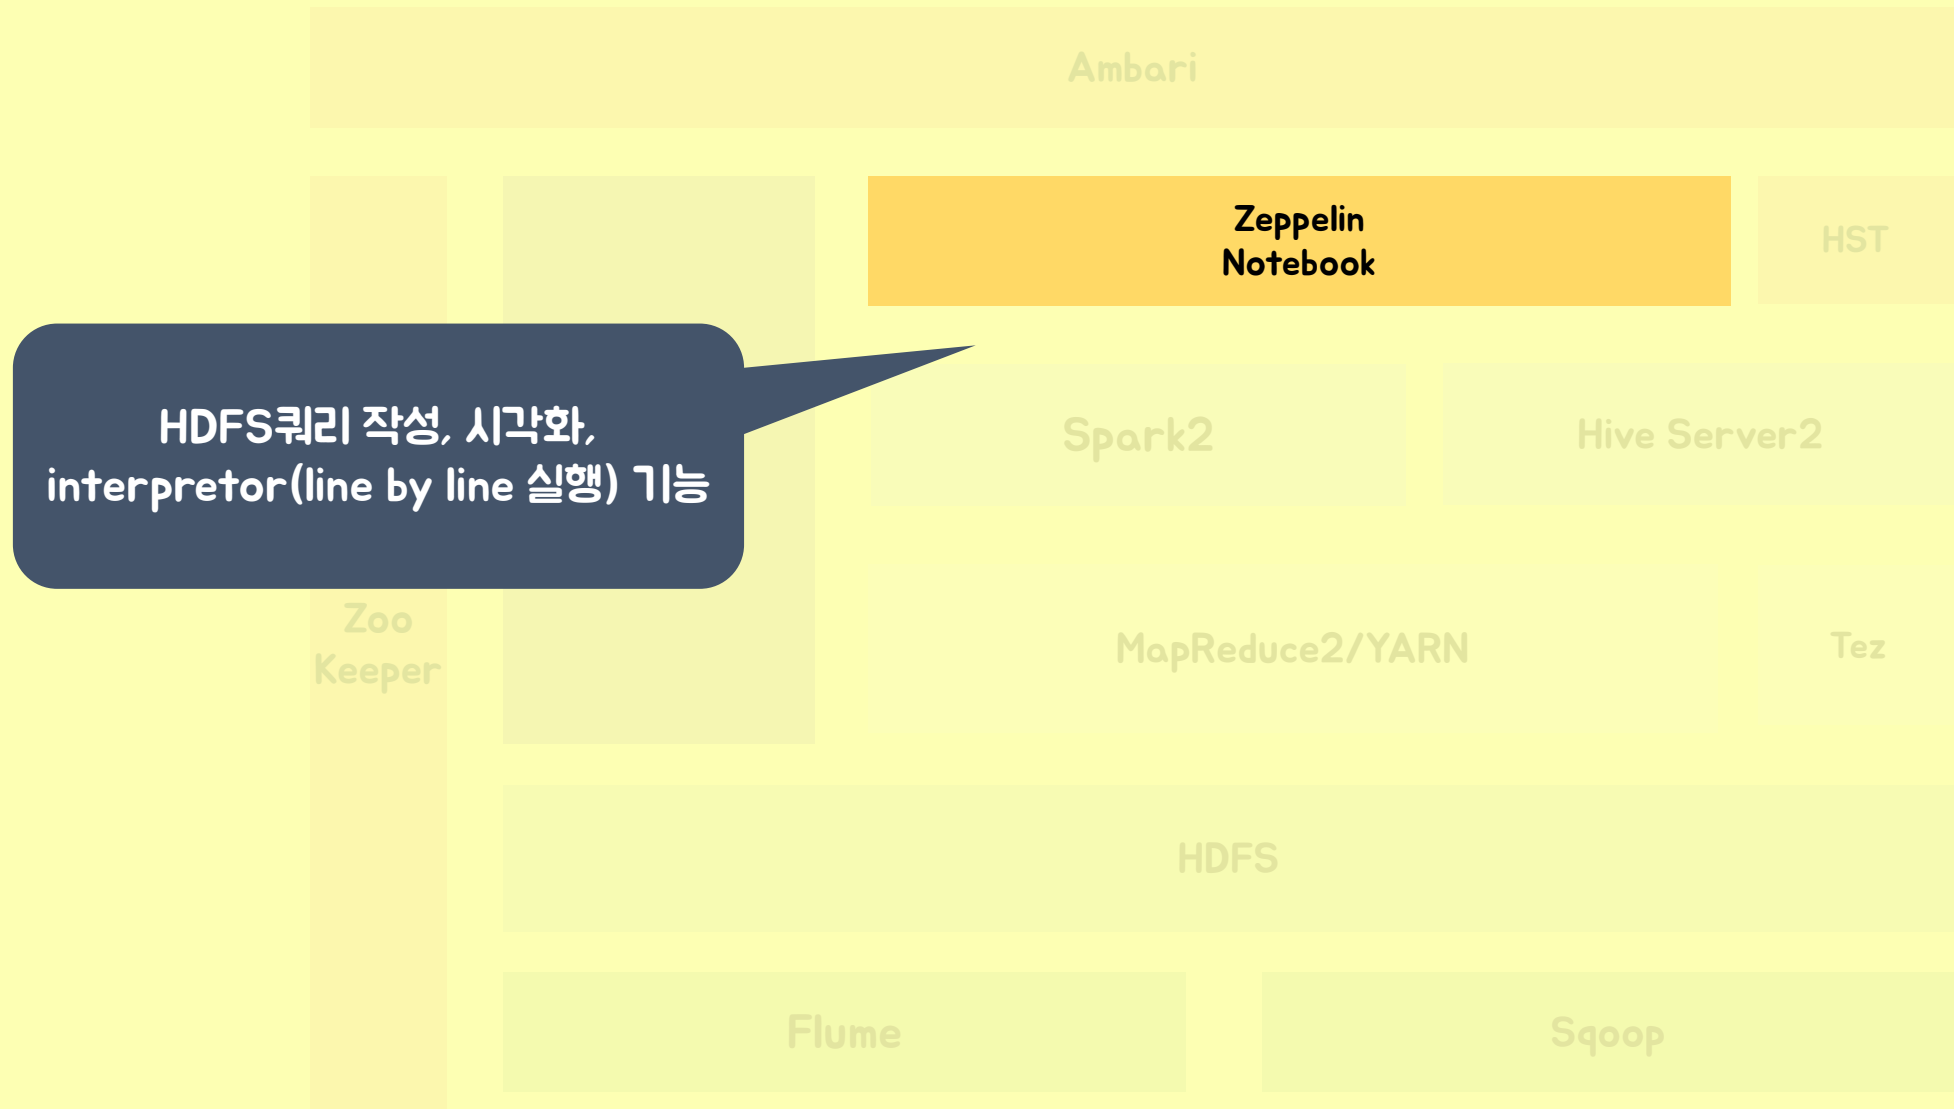 Ambari
Zeppelin
Notebook
HST
HDFS쿼리 작성, 시각화,
interpretor(line by line 실행) 기능
Spark2
Hive Server2
Zoo
Keeper
MapReduce2/YARN
Tez
HDFS
Flume
Sqoop